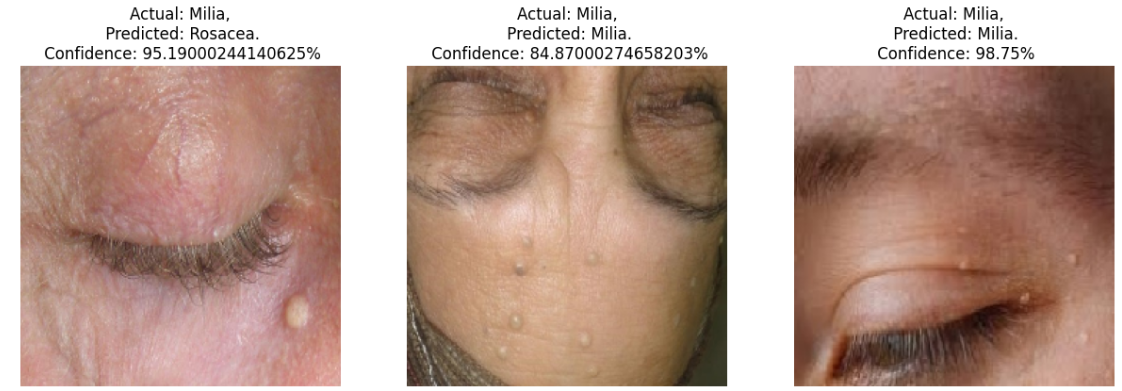 Actual: Milia,
Predicted: Rosacea.
Confidence: 95.19000244140625%
Actual: Milia,
Predicted: Milia.
Confidence: 84.87000274658203%
Actual: Milia,
Predicted: Milia.
Confidence: 98.75%